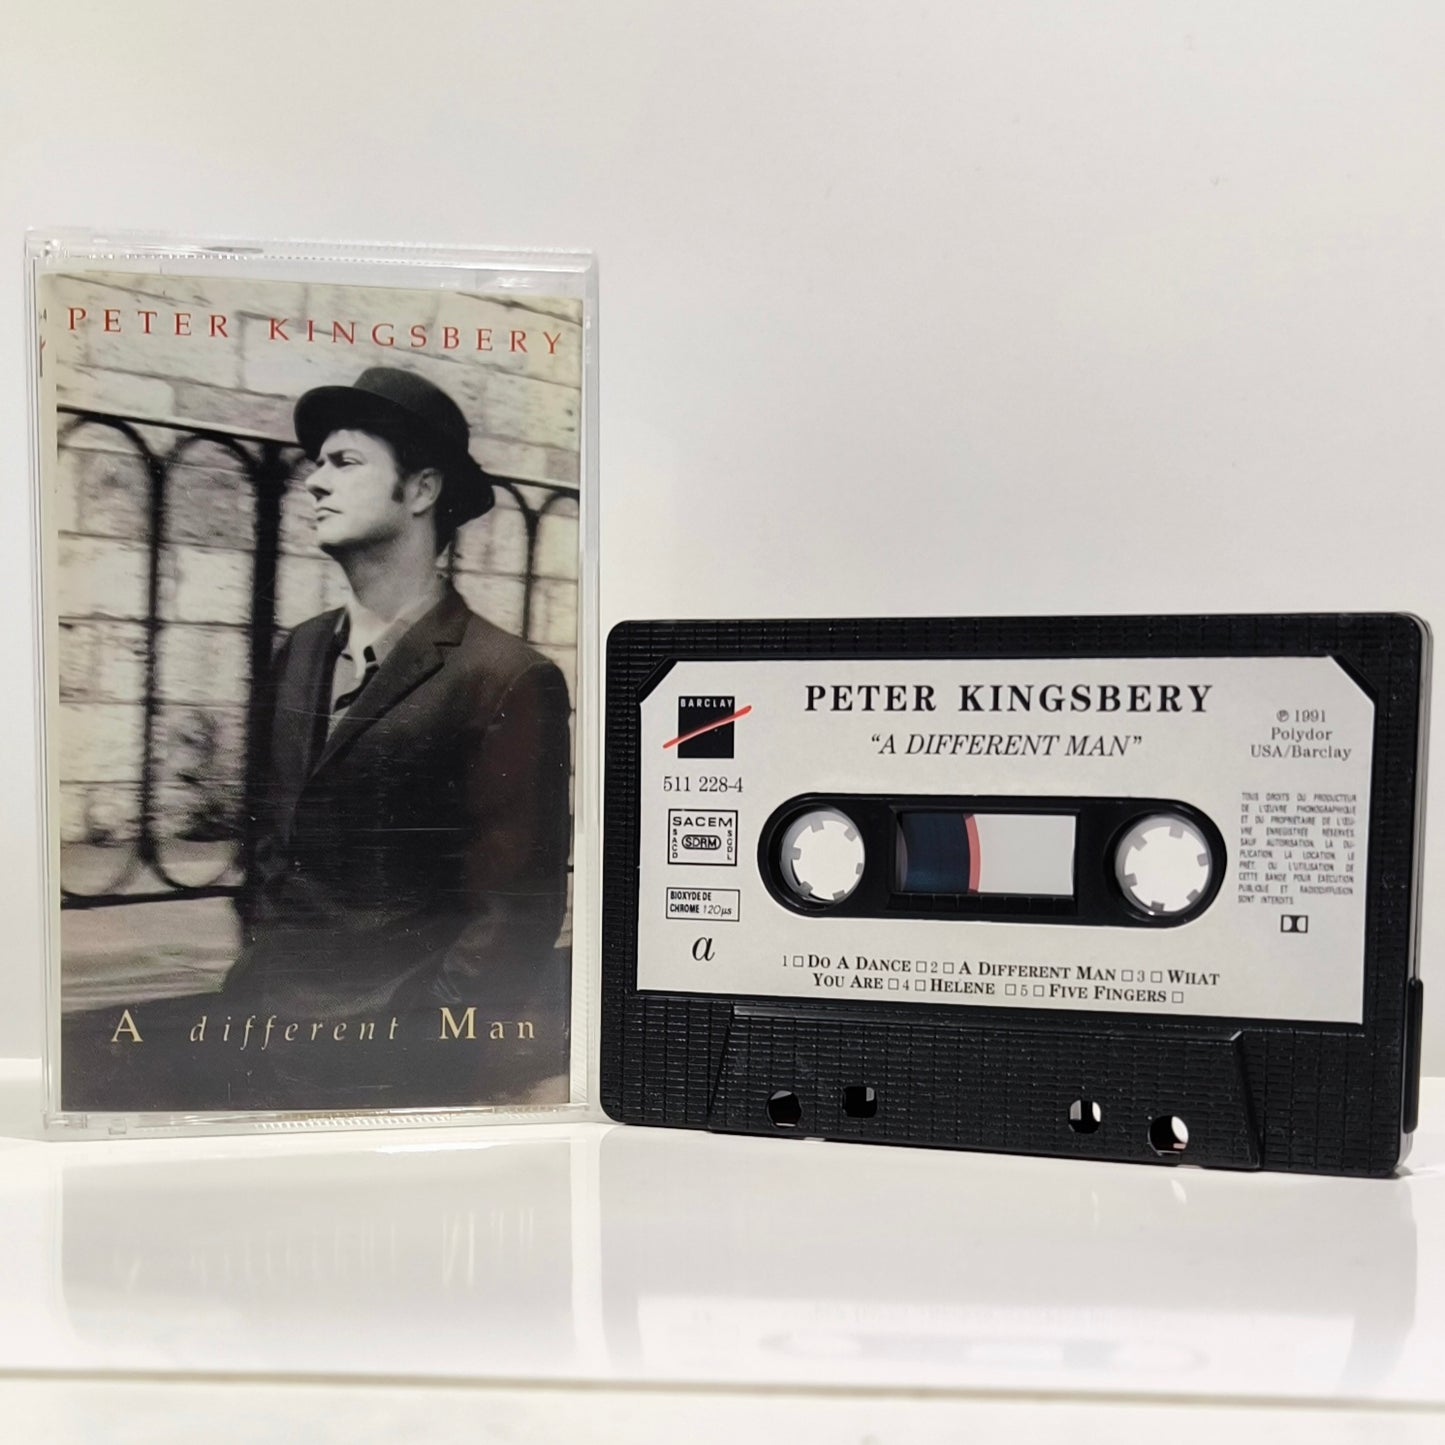 PETER KINGSBERY
A different Man
BARCLAY
511 228-4
SACEM
SACD
SDRM
SGDL
BIOXYDE DE
CHROME 120µs
a
PETER KINGSBERY
“A DIFFERENT MAN”
℗ 1991
Polydor
USA/Barclay
TOUS DROITS DU PRODUCTEUR
DE L'ŒUVRE PHONOGRAPHIQUE
ET DU PROPRIÉTAIRE DE L'ŒU-
VRE ENREGISTRÉE RÉSERVÉS.
SAUF AUTORISATION, LA DU-
PLICATION, LA LOCATION, LE
PRÊT, OU L'UTILISATION DE
CETTE BANDE POUR EXÉCUTION
PUBLIQUE ET RADIODIFFUSION
SONT INTERDITS.
1 □ DO A DANCE □ 2 □ A DIFFERENT MAN □ 3 □ WHAT
YOU ARE □ 4 □ HELENE □ 5 □ FIVE FINGERS □